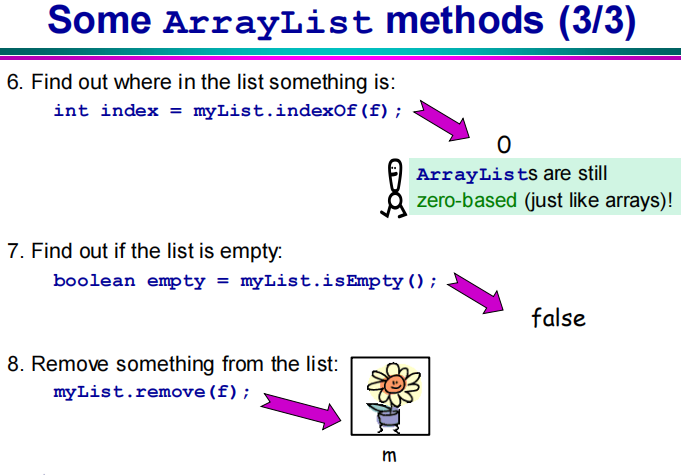 Some ArrayList methods (3/3)
6. Find out where in the list something is:
int index = myList.indexOf(f);
0
ArrayLists are still
zero-based (just like arrays)!
7. Find out if the list is empty:
boolean empty = myList.isEmpty();
false
8. Remove something from the list:
myList.remove(f);
m